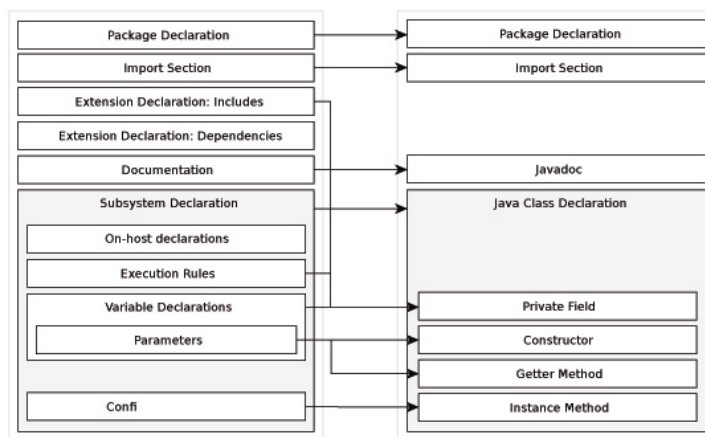 Package Declaration
Import Section
Extension Declaration: Includes
Extension Declaration: Dependencies
Documentation
Subsystem Declaration
On-host declarations
Execution Rules
Variable Declarations
Parameters
Confi
Package Declaration
Import Section
Javadoc
Java Class Declaration
Private Field
Constructor
Getter Method
Instance Method